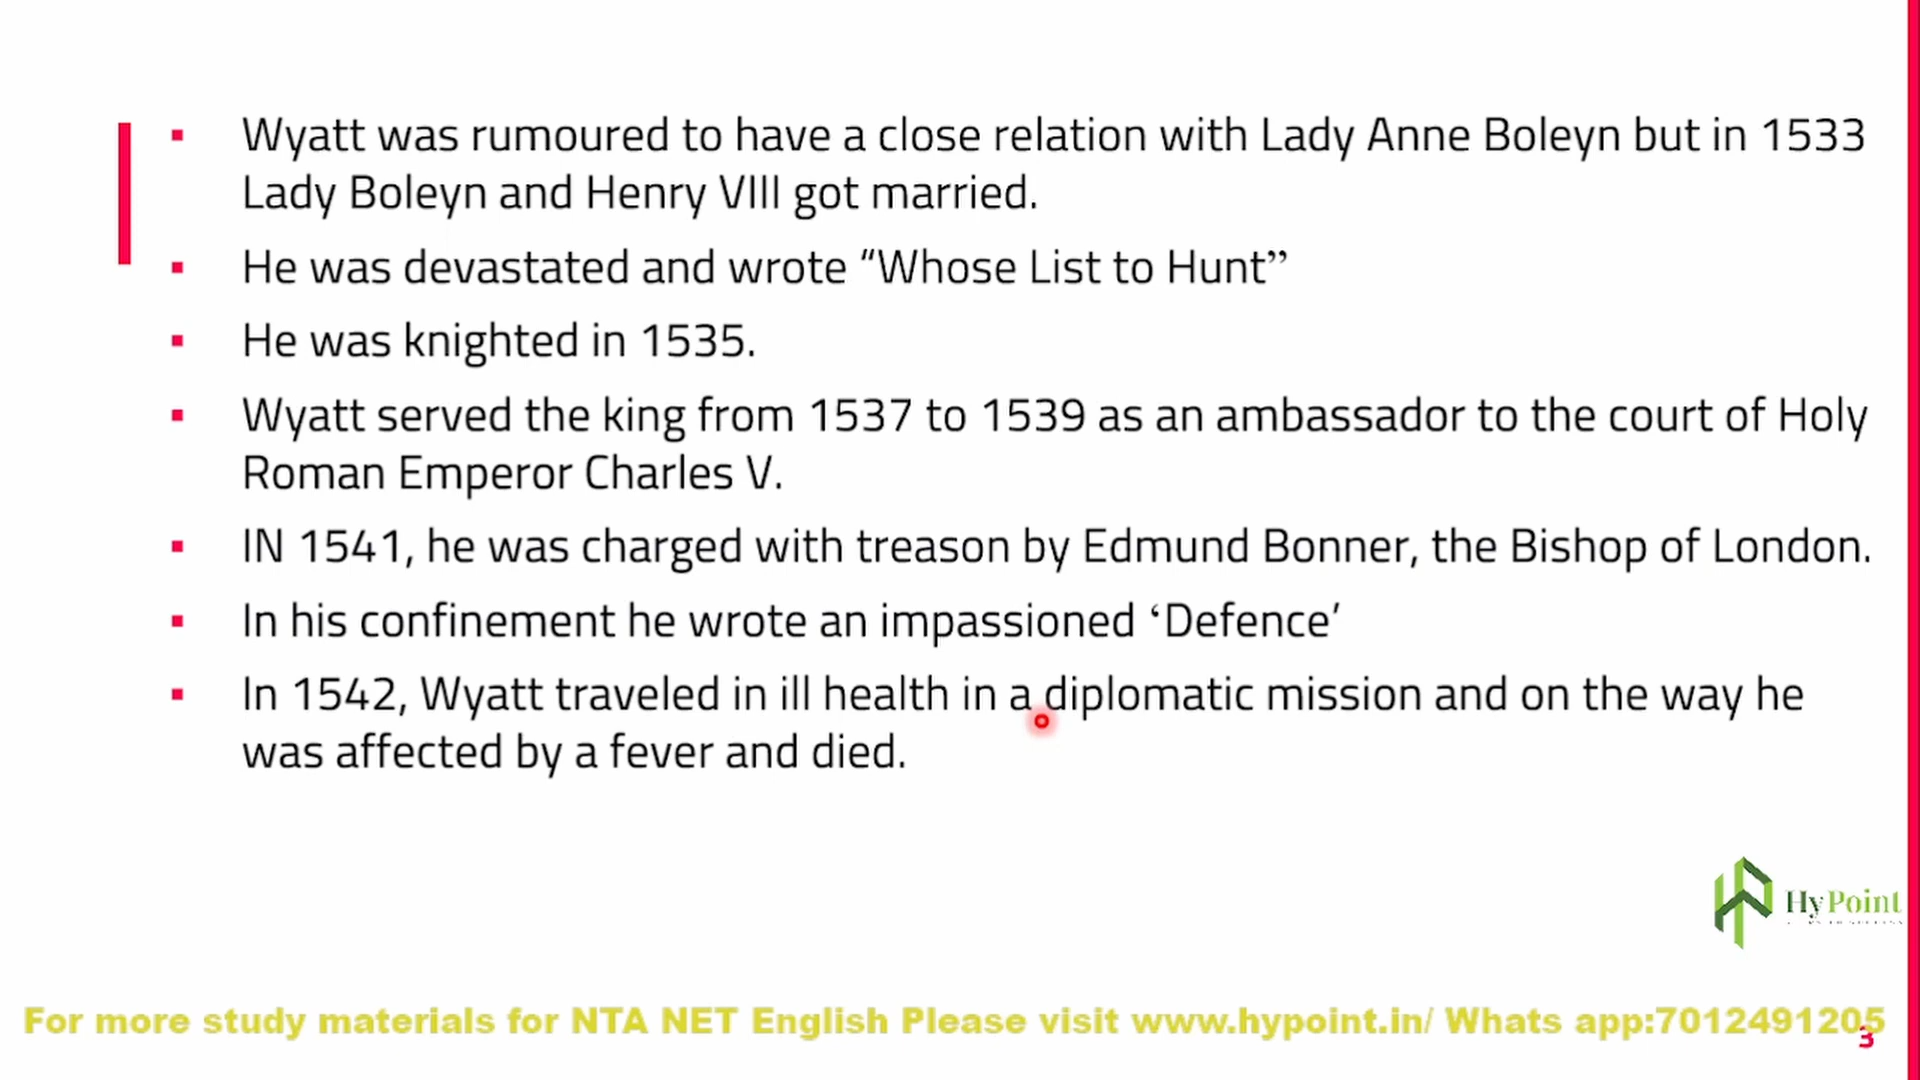 Wyatt was rumoured to have a close relation with Lady Anne Boleyn but in 1533
Lady Boleyn and Henry VIII got married.
He was devastated and wrote “Whose List to Hunt”
He was knighted in 1535.
Wyatt served the king from 1537 to 1539 as an ambassador to the court of Holy
Roman Emperor Charles V.
IN 1541, he was charged with treason by Edmund Bonner, the Bishop of London.
In his confinement he wrote an impassioned ‘Defence’
In 1542, Wyatt traveled in ill health in a diplomatic mission and on the way he
was affected by a fever and died.
Hy Point
For more study materials for NTA NET English Please visit www.hypoint.in/ Whats app:7012491205
3